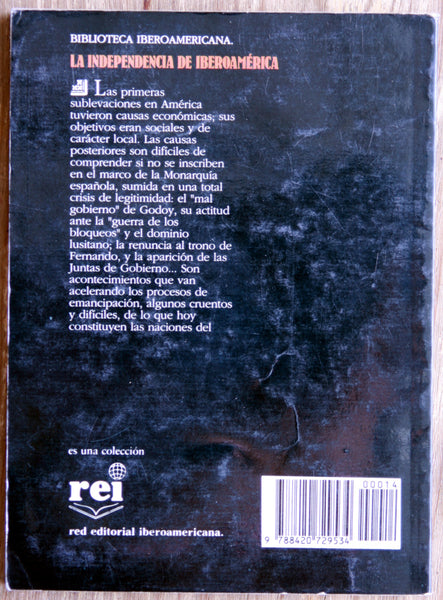 BIBLIOTECA IBEROAMERICANA.
LA INDEPENDENCIA DE IBEROAMÉRICA
Las primeras
sublevaciones en América
tuvieron causas económicas; sus
objetivos eran sociales y de
carácter local. Las causas
posteriores son difíciles de
comprender si no se inscriben
en el marco de la Monarquía
española, sumida en una total
crisis de legitimidad: el "mal
gobierno" de Godoy, su actitud
ante la "guerra de los
bloqueos" y el dominio
lusitano; la renuncia al trono de
Fernando, y la aparición de las
Juntas de Gobierno... Son
acontecimientos que van
acelerando los procesos de
emancipación, algunos cruentos
y difíciles, de lo que hoy
constituyen las naciones del
es una colección
rei
red editorial iberoamericana.
00014
9 788420 729534